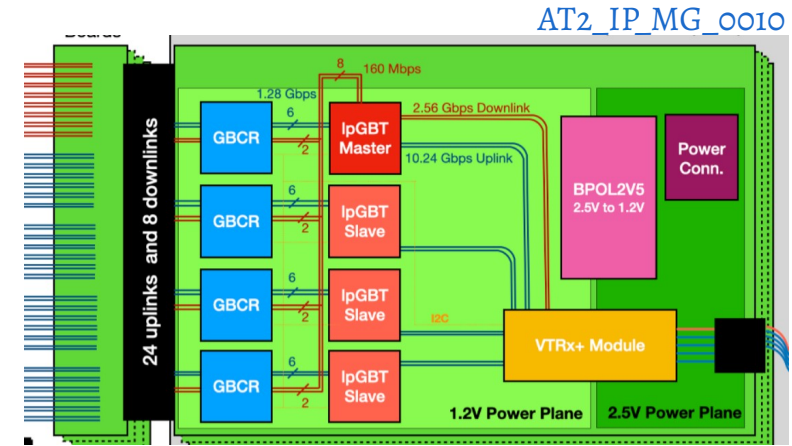 AT2_IP_MG_0010
Boards
8
160 Mbps
1.28 Gbps
6
GBCR
2
lpGBT
Master
2.56 Gbps Downlink
10.24 Gbps Uplink
BPOL2V5
2.5V to 1.2V
Power
Conn.
24 uplinks and 8 downlinks
6
GBCR
2
lpGBT
Slave
6
GBCR
2
lpGBT
Slave
I2C
VTRx+ Module
6
GBCR
2
lpGBT
Slave
1.2V Power Plane
2.5V Power Plane